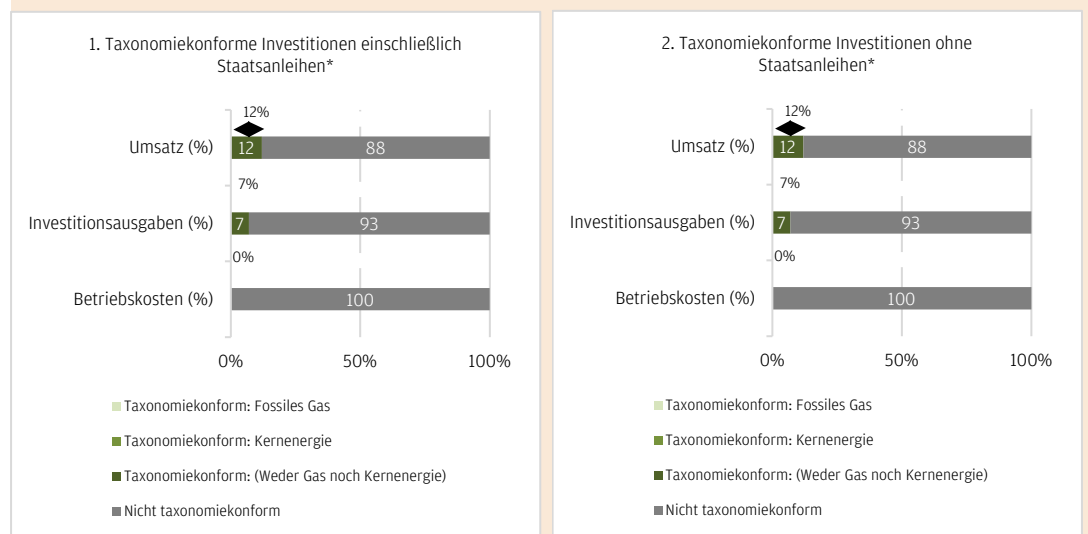 1. Taxonomiekonforme Investitionen einschließlich
Staatsanleihen*
12%
Umsatz (%)
12
88
7%
Investitionsausgaben (%)
7
93
0%
Betriebskosten (%)
100
0%
50%
100%
Taxonomiekonform: Fossiles Gas
Taxonomiekonform: Kernenergie
Taxonomiekonform: (Weder Gas noch Kernenergie)
Nicht taxonomiekonform
2. Taxonomiekonforme Investitionen ohne
Staatsanleihen*
12%
Umsatz (%)
12
88
7%
Investitionsausgaben (%)
7
93
0%
Betriebskosten (%)
100
0%
50%
100%
Taxonomiekonform: Fossiles Gas
Taxonomiekonform: Kernenergie
Taxonomiekonform: (Weder Gas noch Kernenergie)
Nicht taxonomiekonform